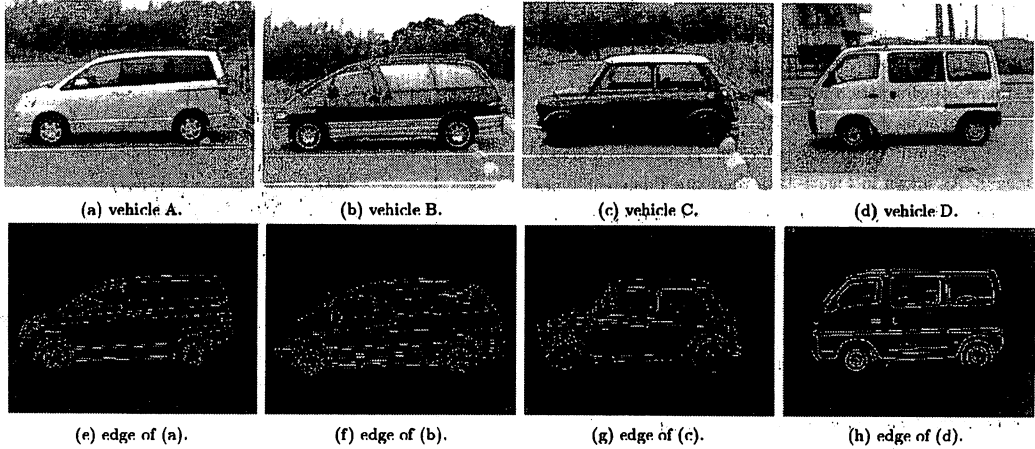 (a) vehicle A. (b) vehicle B. (c) vehicle C. (d) vehicle D.
(e) edge of (a). (f) edge of (b). (g) edge of (c). (h) edge of (d).